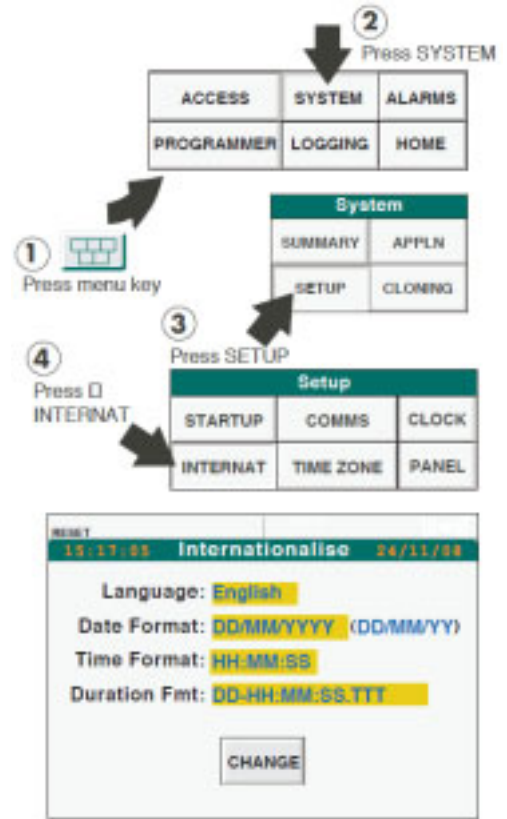 2
Press SYSTEM
ACCESS SYSTEM ALARMS
PROGRAMMER LOGGING HOME
1
Press menu key
System
SUMMARY APPLN
SETUP CLONING
3
Press SETUP
4
Press □
INTERNAT
Setup
STARTUP COMMS CLOCK
INTERNAT TIME ZONE PANEL
RESET
15:17:05 Internationalise 24/11/08
Language: English
Date Format: DD/MM/YYYY (DD/MM/YY)
Time Format: HH:MM:SS
Duration Fmt: DD-HH:MM:SS.TTT
CHANGE